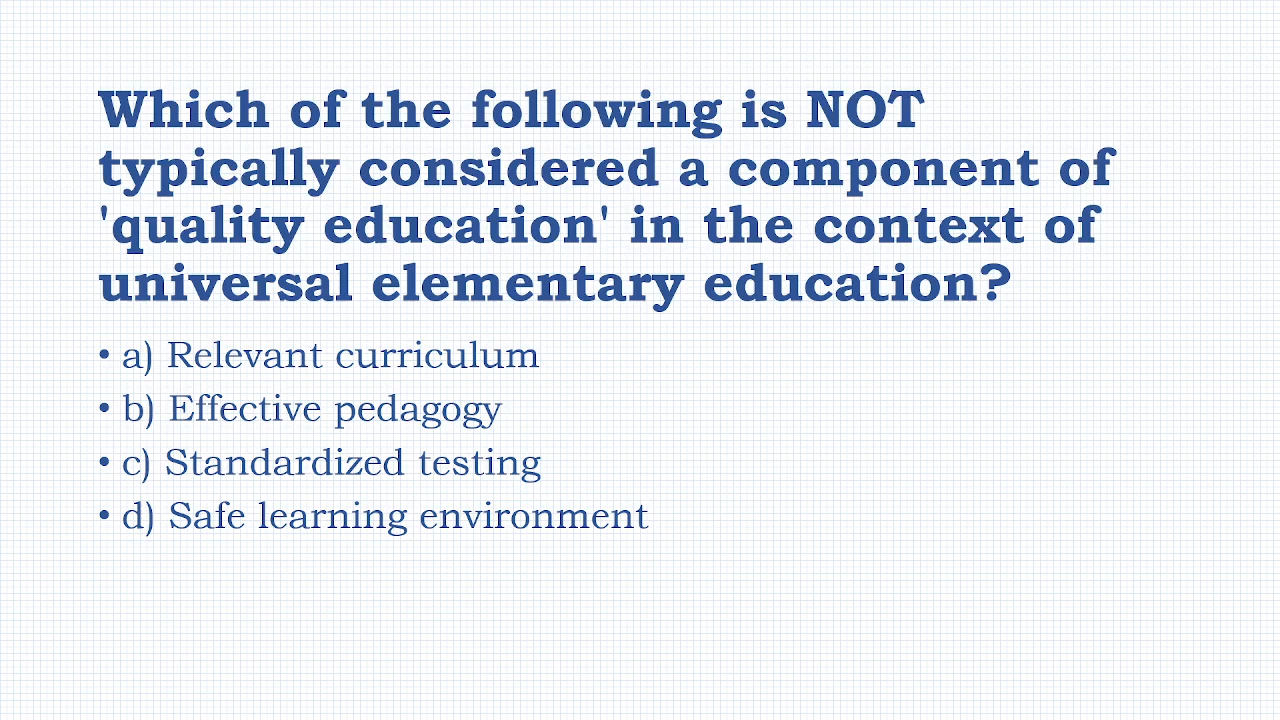 Which of the following is NOT
typically considered a component of
'quality education' in the context of
universal elementary education?
• a) Relevant curriculum
• b) Effective pedagogy
• c) Standardized testing
• d) Safe learning environment